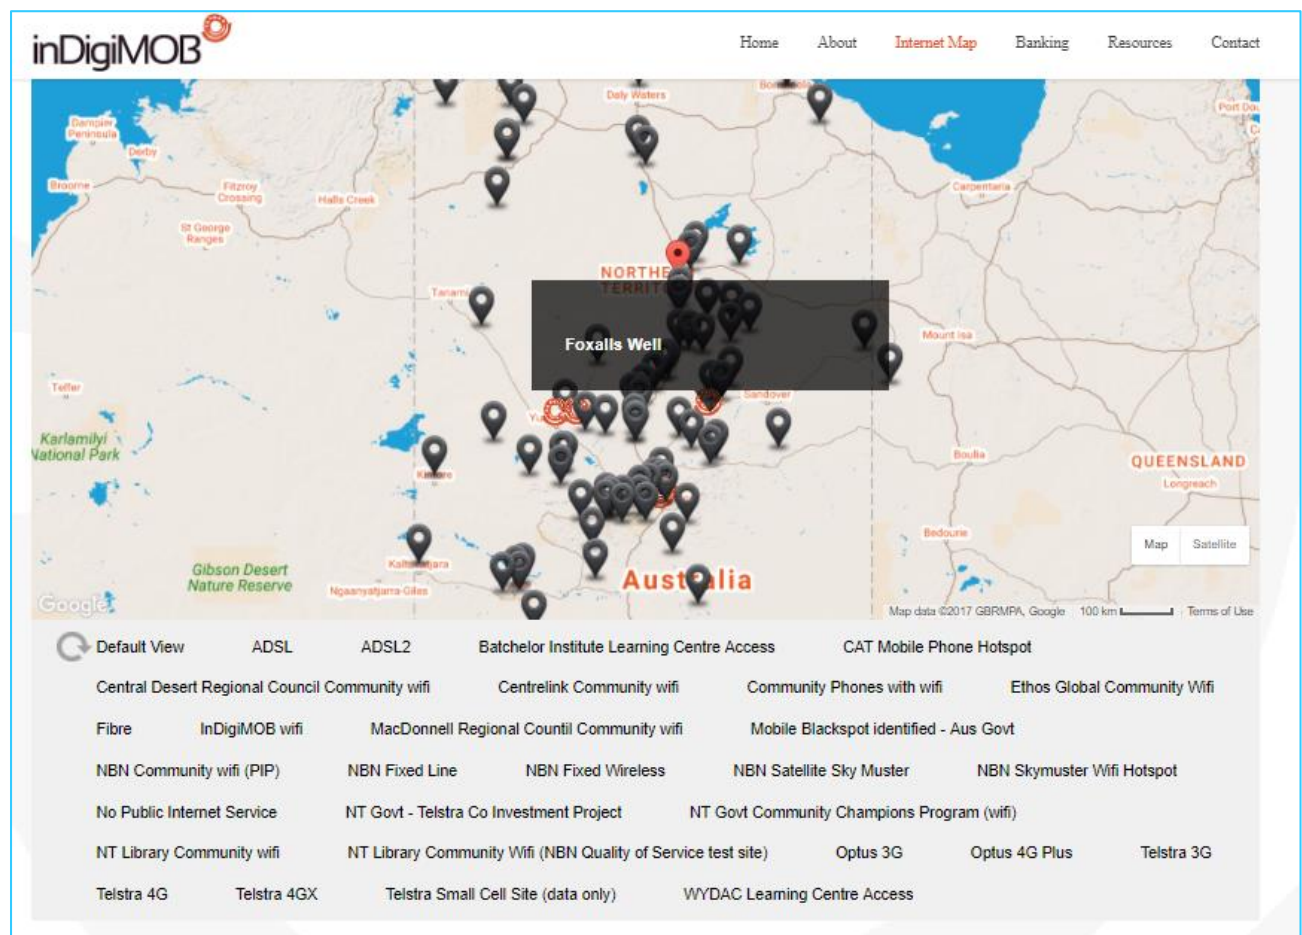 inDigiMOB
Home About Internet Map Banking Resources Contact
Daly Waters
Dampier
Peninsula
Derby
Broome
Fitzroy
Crossing
Halls Creek
St George
Ranges
Carpentaria
NORTHE
TERRIT
Tanami
Foxalls Well
Mount Isa
Telfer
Sandover
Karlamilyi
National Park
Boulia
QUEENSLAND
Longreach
Bedourie
Map Satellite
Gibson Desert
Nature Reserve
Ngaanyatjarra-Giles
Australia
Google
Map data ©2017 GBRMPA, Google 100 km Terms of Use
Default View ADSL ADSL2 Batchelor Institute Learning Centre Access CAT Mobile Phone Hotspot
Central Desert Regional Council Community wifi Centrelink Community wifi Community Phones with wifi Ethos Global Community Wifi
Fibre InDigiMOB wifi MacDonnell Regional Countil Community wifi Mobile Blackspot identified - Aus Govt
NBN Community wifi (PIP) NBN Fixed Line NBN Fixed Wireless NBN Satellite Sky Muster NBN Skymuster Wifi Hotspot
No Public Internet Service NT Govt - Telstra Co Investment Project NT Govt Community Champions Program (wifi)
NT Library Community wifi NT Library Community Wifi (NBN Quality of Service test site) Optus 3G Optus 4G Plus Telstra 3G
Telstra 4G Telstra 4GX Telstra Small Cell Site (data only) WYDAC Learning Centre Access